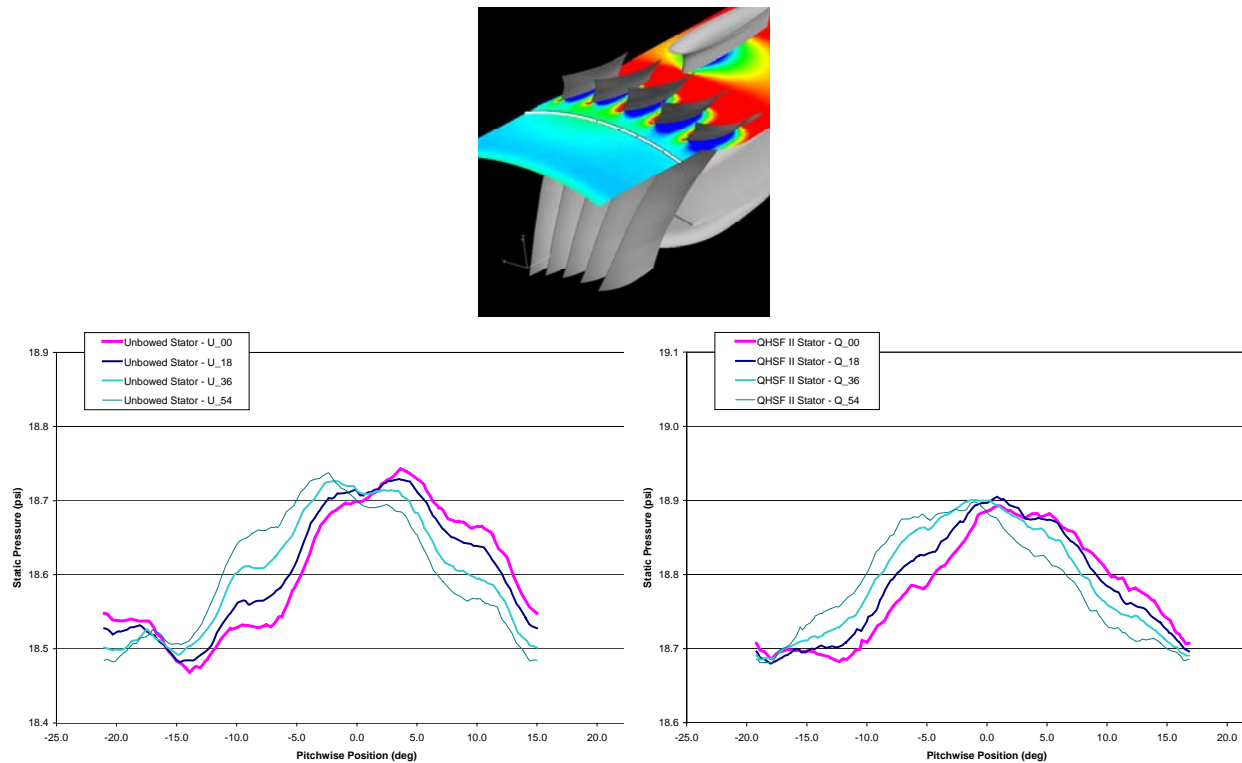 Unbowed Stator - U_00
Unbowed Stator - U_18
Unbowed Stator - U_36
Unbowed Stator - U_54
18.9
18.8
18.7
18.6
18.5
18.4
-25.0 -20.0 -15.0 -10.0 -5.0 0.0 5.0 10.0 15.0 20.0
Static Pressure (psi)
Pitchwise Position (deg)
QHSF II Stator - Q_00
QHSF II Stator - Q_18
QHSF II Stator - Q_36
QHSF II Stator - Q_54
19.1
19.0
18.9
18.8
18.7
18.6
-25.0 -20.0 -15.0 -10.0 -5.0 0.0 5.0 10.0 15.0 20.0
Static Pressure (psi)
Pitchwise Position (deg)